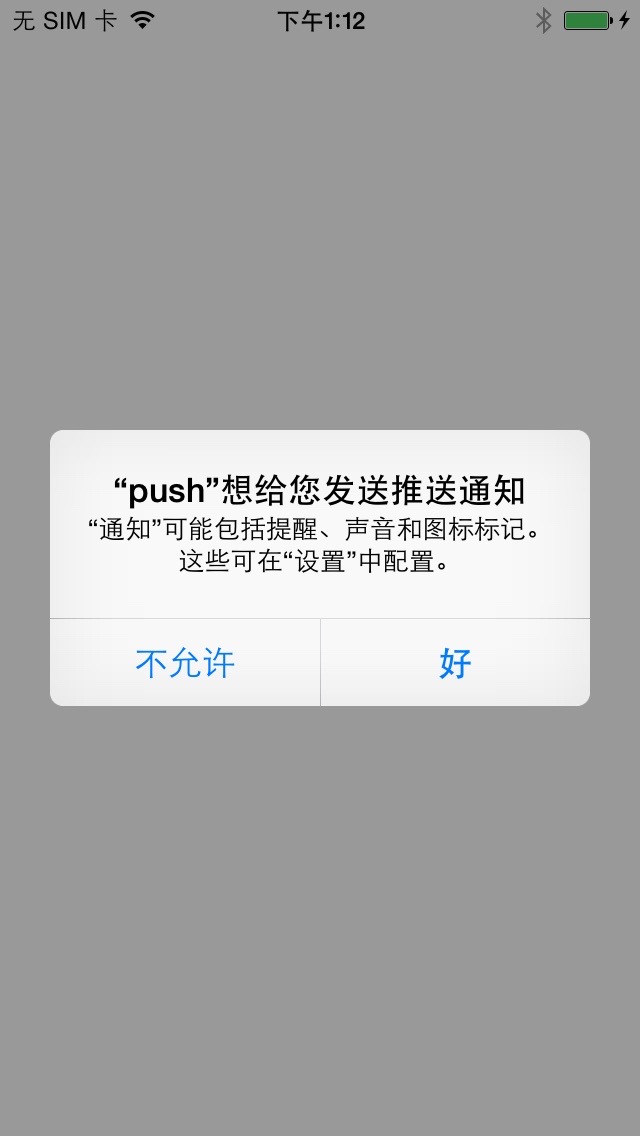 无 SIM 卡
下午1:12
“push”想给您发送推送通知
“通知”可能包括提醒、声音和图标标记。
这些可在“设置”中配置。
不允许
好